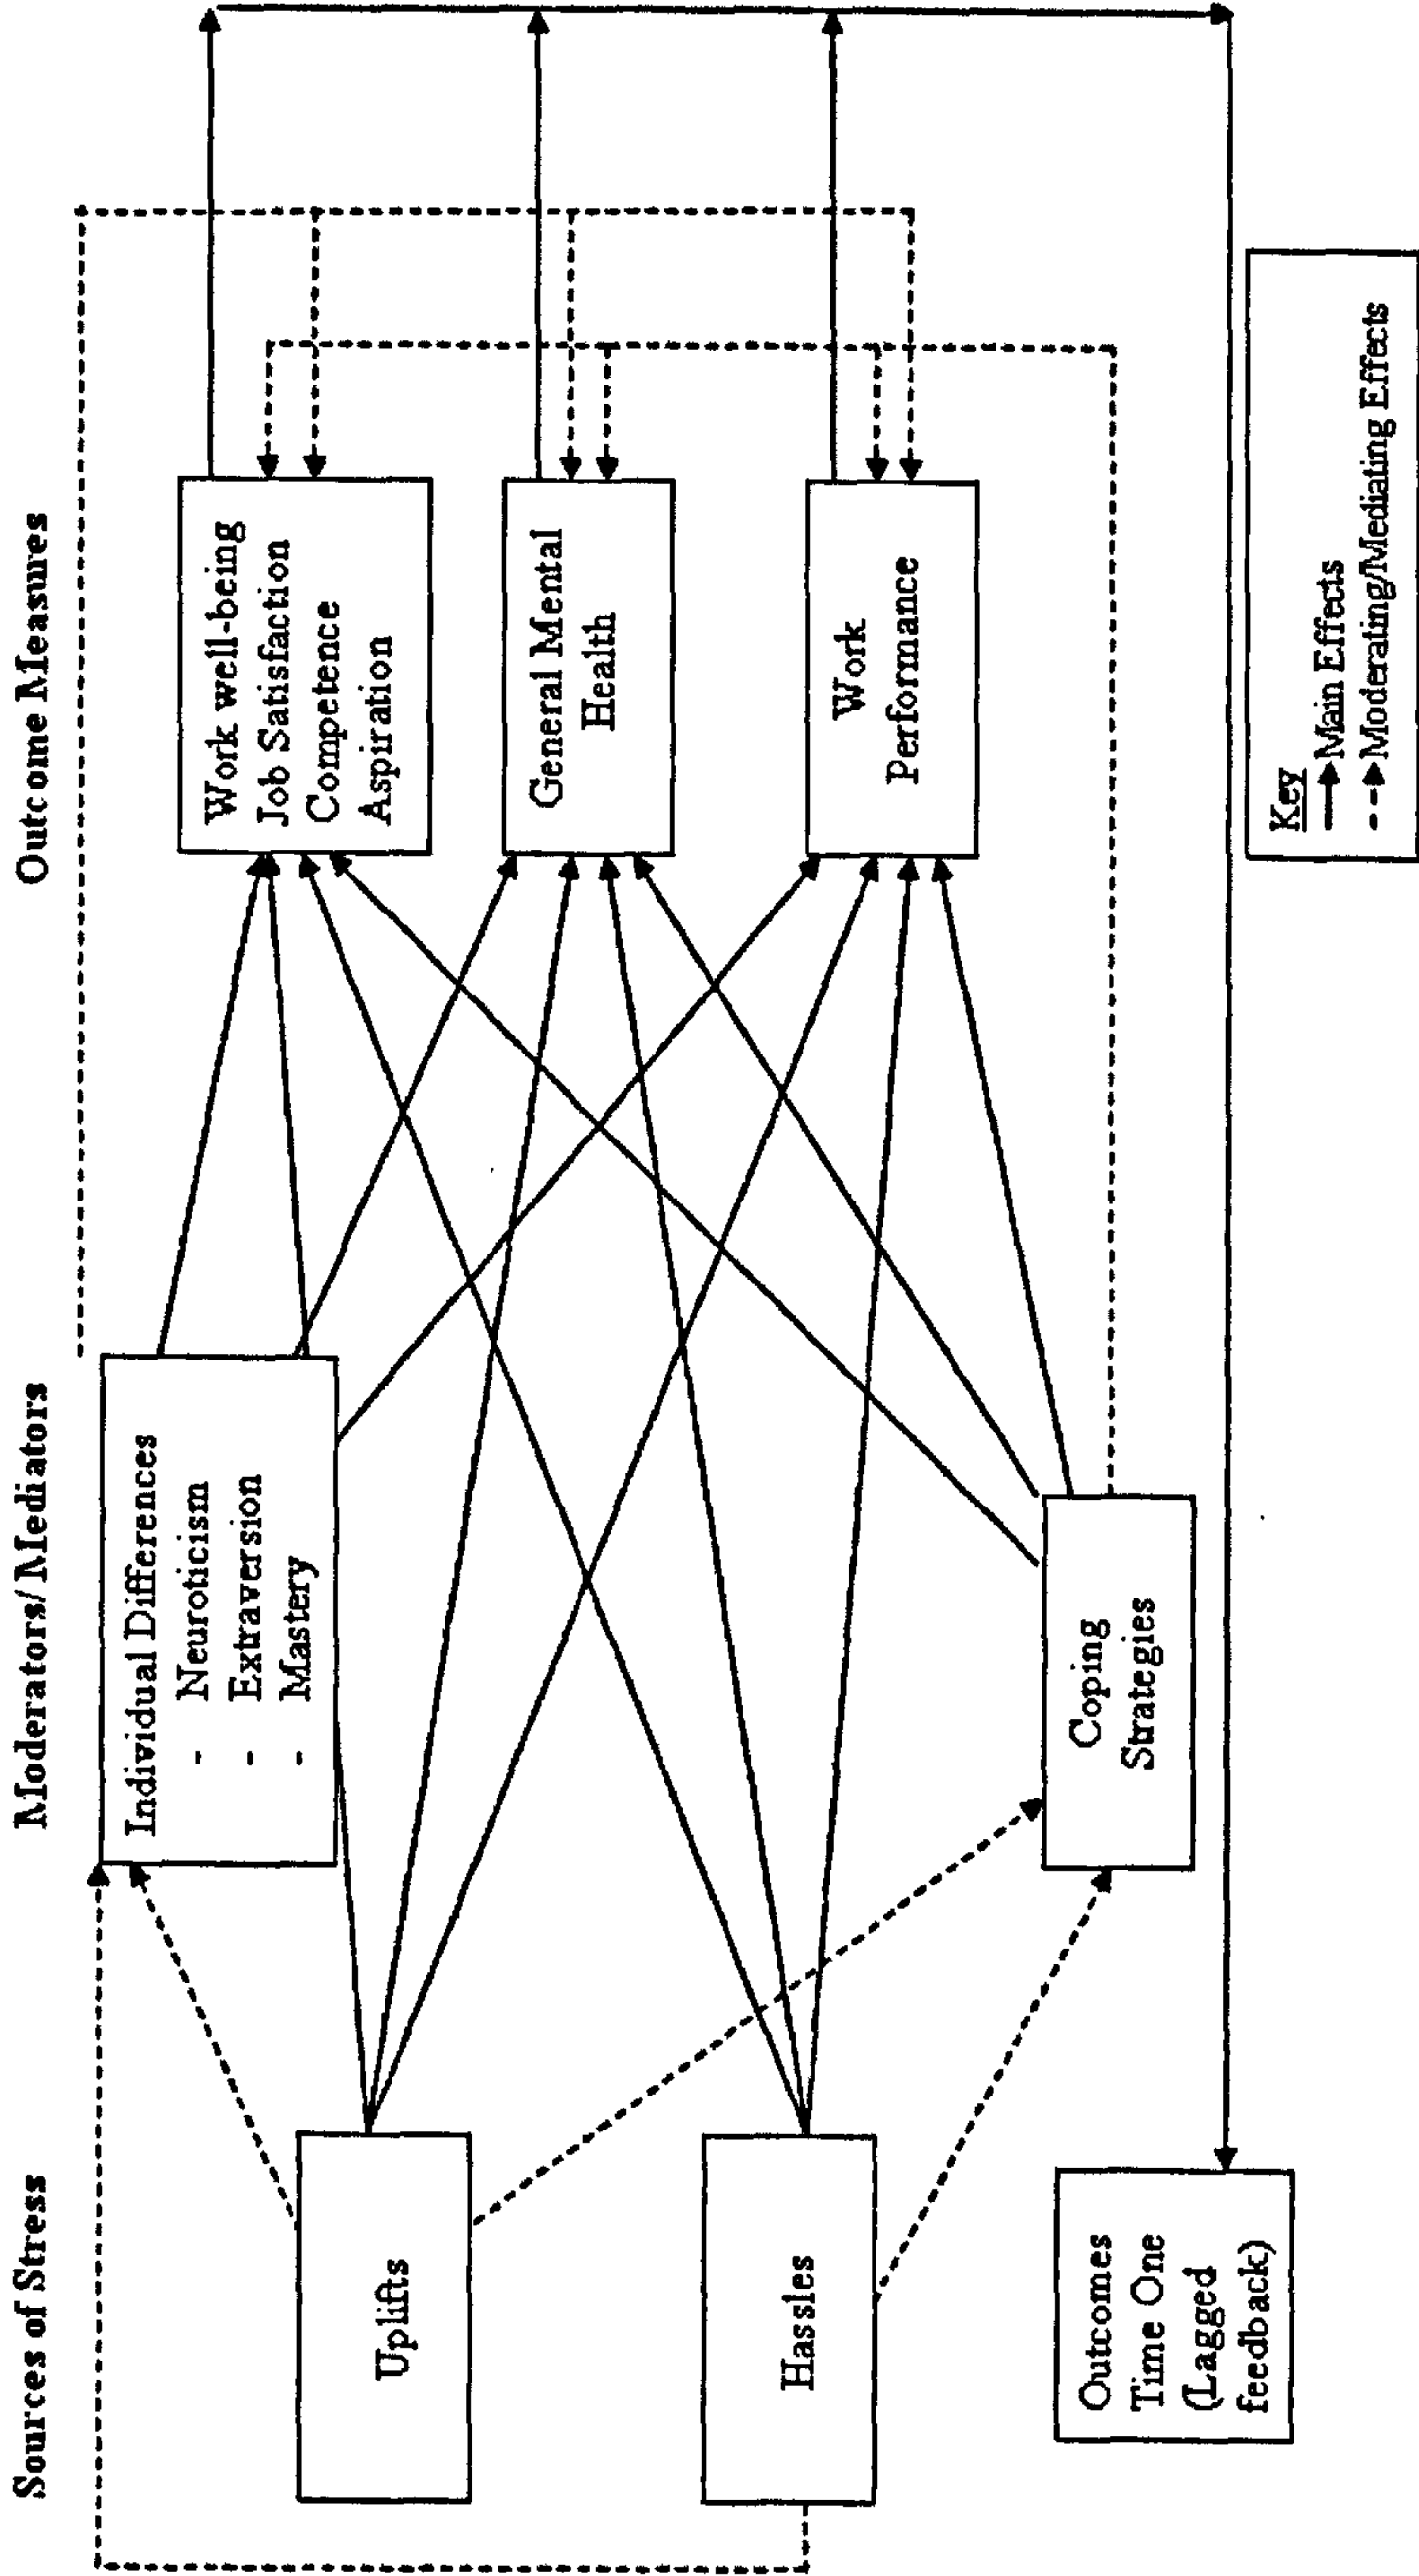 Sources of Stress
Moderators/Mediators
Outcome Measures
Uplifts
Hassles
Outcomes
Time One
(Lagged
feedback)
Individual Differences
- Neuroticism
- Extraversion
- Mastery
Coping
Strategies
Work well-being
Job Satisfaction
Competence
Aspiration
General Mental
Health
Work
Performance
Key
Main Effects
Moderating/Mediating Effects